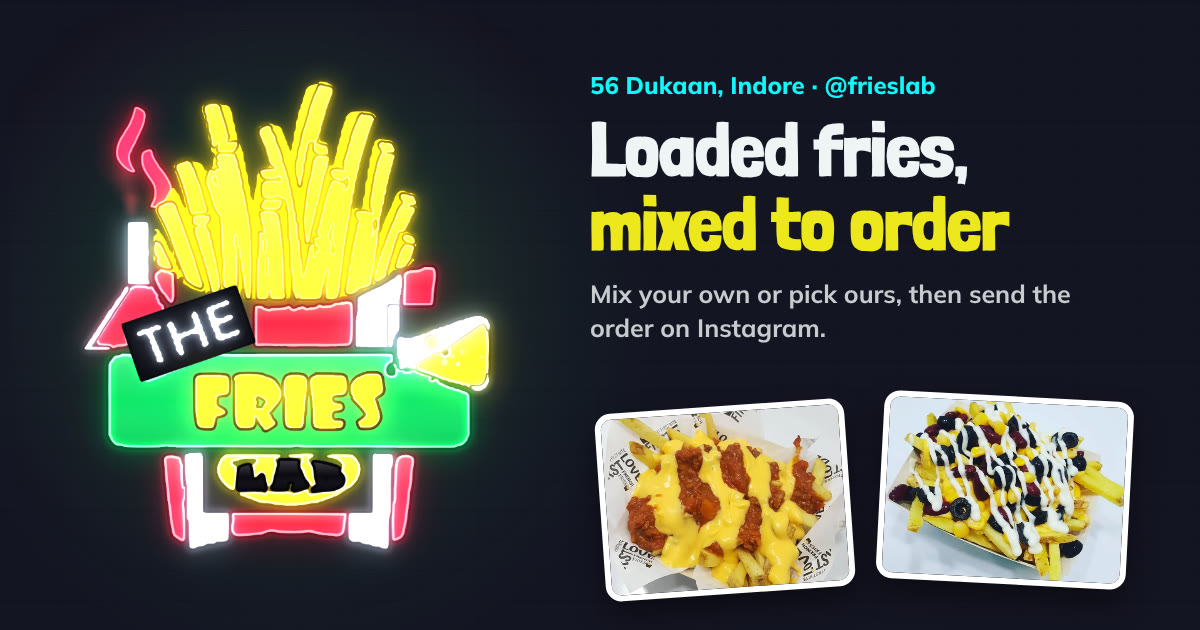 THE
FRIES
LAB
56 Dukaan, Indore · @frieslab
Loaded fries,
mixed to order
Mix your own or pick ours, then send the
order on Instagram.